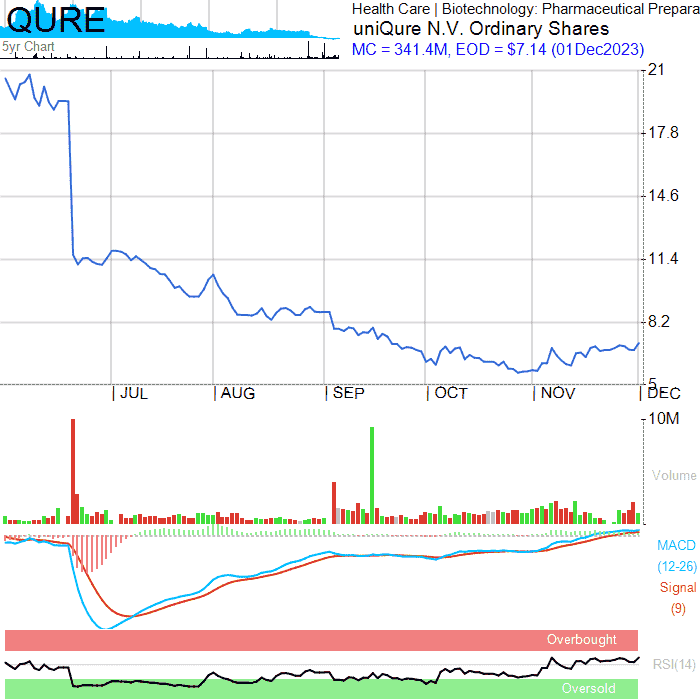 QURE
Health Care | Biotechnology: Pharmaceutical Prepara
uniQure N.V. Ordinary Shares
5yr Chart
MC = 341.4M, EOD = $7.14 (01Dec2023)
21
17.8
14.6
11.4
8.2
5
| JUL | AUG | SEP | OCT | NOV | DEC
10M
Volume
MACD
(12-26)
Signal
(9)
Overbought
RSI(14)
Oversold